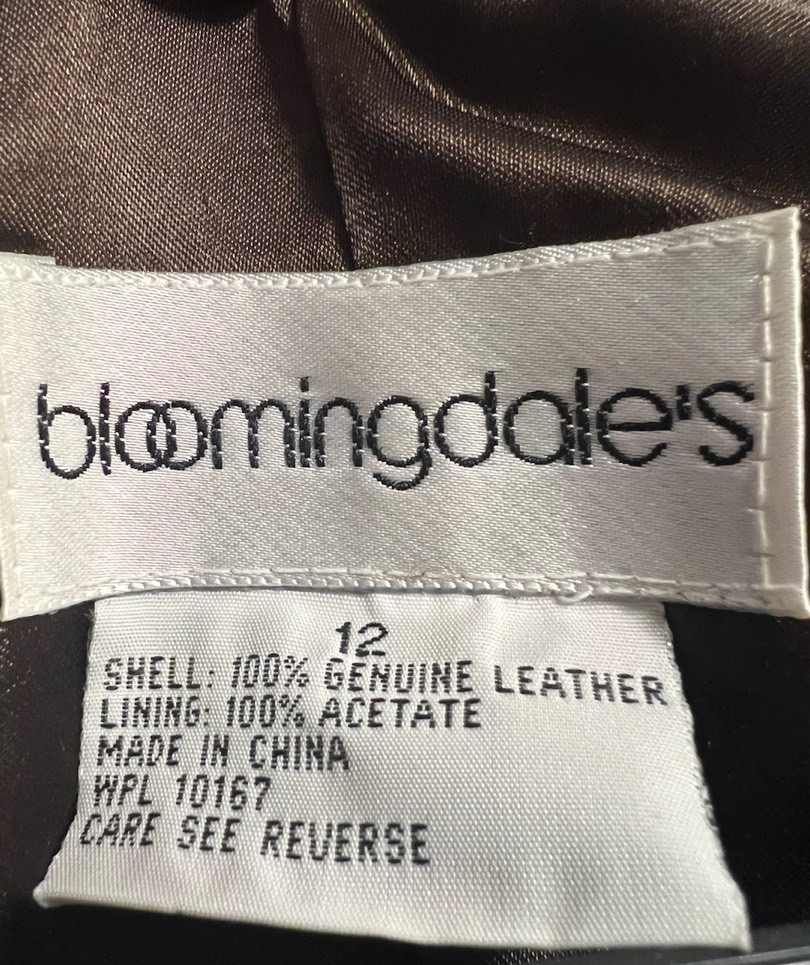 bloomingdale's
12
SHELL: 100% GENUINE LEATHER
LINING: 100% ACETATE
MADE IN CHINA
WPL 10167
CARE SEE REVERSE